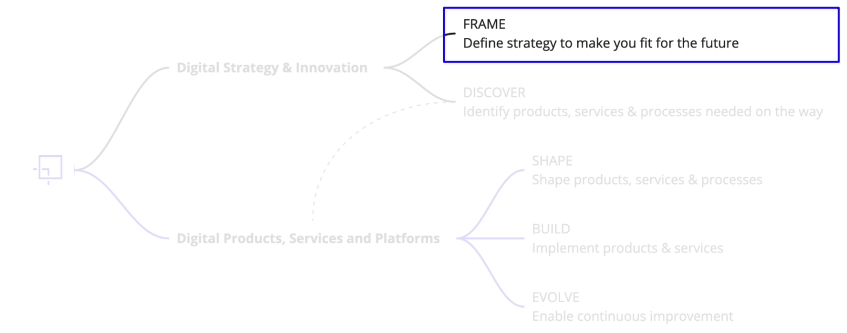 FRAME
Define strategy to make you fit for the future
Digital Strategy & Innovation
DISCOVER
Identify products, services & processes needed on the way
SHAPE
Shape products, services & processes
Digital Products, Services and Platforms
BUILD
Implement products & services
EVOLVE
Enable continuous improvement